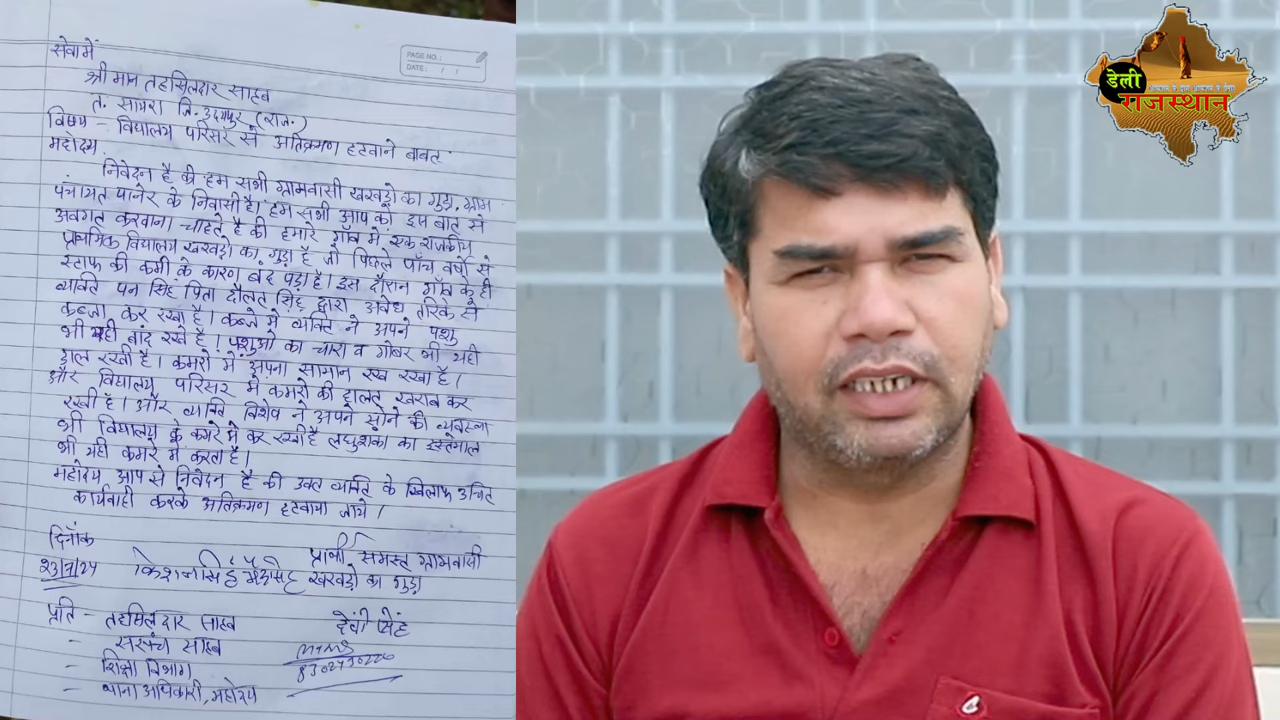 सेवा में
PAGE NO.:
DATE: / /
श्री मान तहसिलदार साहब
त. सायरा जि. उदयपुर (राज.)
विषय - विद्यालय परिसर से अतिक्रमण हटवाने बाबत
महोदय
निवेदन है की हम सभी ग्रामवासी खरवड़ो का गुड़ा, ग्राम
पंचायत पानेर के निवासी है। हम सभी आप को इस बात से
अवगत करवाना चाहते है की हमारे गाँव मे एक राजकीय
प्राथमिक विद्यालय खरवड़ो का गुड़ा है जो पिछले पाँच वर्षो से
स्टाफ की कमी के कारण बंद पड़ा है। इस दौरान गाँव के ही
व्यक्ति पन सिंह पिता दौलत सिंह द्वारा अवैध तरिके से
कब्जा कर रखा है। कब्जे मे व्यक्ति ने अपने पशु
भी यही बांद रखे है। पशुओ का चारा व गोबर भी यही
डाल रखी है। कमरो में अपना सामान रख रखा है।
और विद्यालय परिसर में कमरो की हालत खराब कर
रखी है। और व्यक्ति विशेष ने अपने सोने की व्यवस्था
भी विद्यालय के कमरे मे कर रखी है लघुशंका का इस्तेमाल
भी यही कमरे में करता है।
महोदय आप से निवेदन है की उक्त व्यक्ति के खिलाफ उचित
कार्यवाही करके अतिक्रमण हटवाया जाये।
दिनाँक
प्रार्थी समस्त ग्रामवासी
किशनसिंह खरवड़ो का गुड़ा
प्रति - तहसिलदार साहब
देवी सिंह
- सरपंच साहब
- शिक्षा विभाग
- थाना अधिकारी, महोदय
डेली
राजस्थान